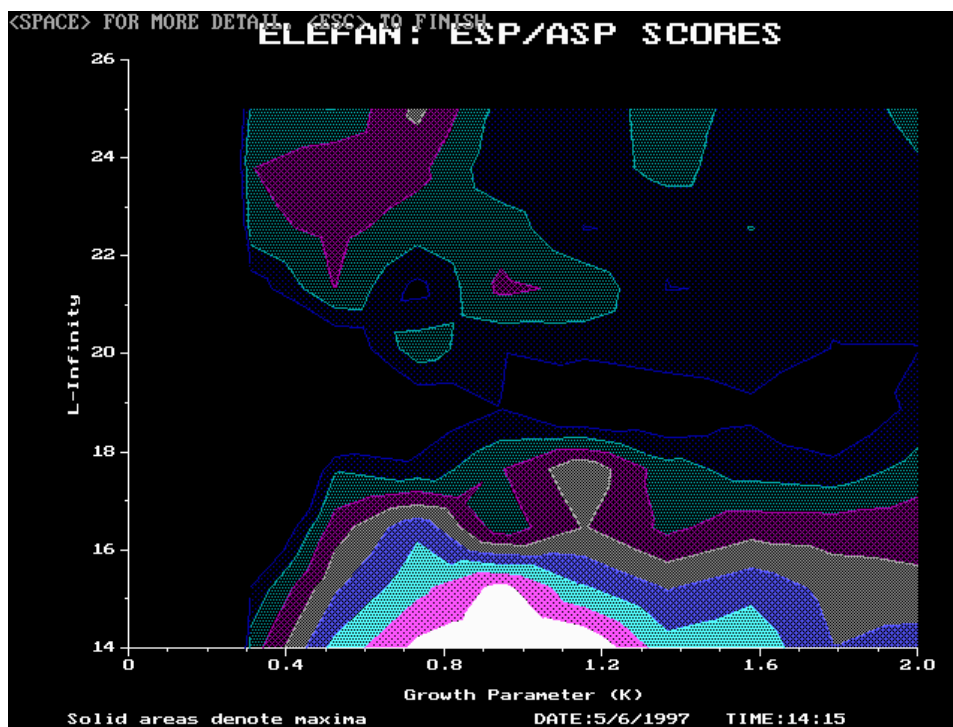 <SPACE> FOR MORE DETAIL, <ESC> TO FINISH
ELEFAN: ESP/ASP SCORES
26
24
22
20
18
16
14
L-Infinity
0 0.4 0.8 1.2 1.6 2.0
Growth Parameter (K)
Solid areas denote maxima DATE:5/6/1997 TIME:14:15